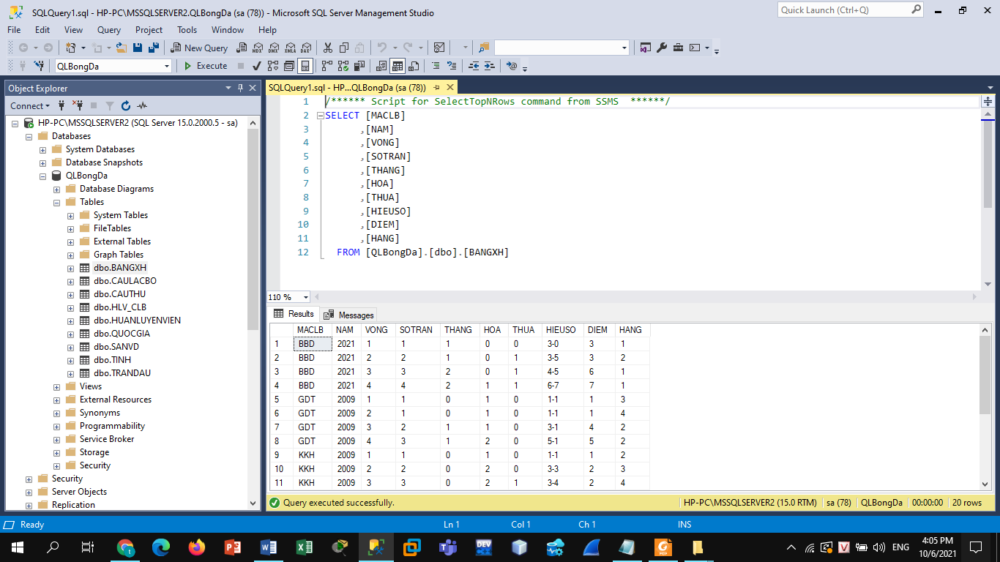 SQLQuery1.sql - HP-PC\MSSQLSERVER2.QLBongDa (sa (78)) - Microsoft SQL Server Management Studio
Quick Launch (Ctrl+Q)
File Edit View Query Project Tools Window Help
New Query MDX DMX XMLA DAX
QLBongDa Execute
Object Explorer
Connect
HP-PC\MSSQLSERVER2 (SQL Server 15.0.2000.5 - sa)
Databases
System Databases
Database Snapshots
QLBongDa
Database Diagrams
Tables
System Tables
FileTables
External Tables
Graph Tables
dbo.BANGXH
dbo.CAULACBO
dbo.CAUTHU
dbo.HLV_CLB
dbo.HUANLUYENVIEN
dbo.QUOCGIA
dbo.SANVD
dbo.TINH
dbo.TRANDAU
Views
External Resources
Synonyms
Programmability
Service Broker
Storage
Security
Security
Server Objects
Replication
SQLQuery1.sql - HP...QLBongDa (sa (78))
1 /****** Script for SelectTopNRows command from SSMS  ******/
2 SELECT [MACLB]
3 ,[NAM]
4 ,[VONG]
5 ,[SOTRAN]
6 ,[THANG]
7 ,[HOA]
8 ,[THUA]
9 ,[HIEUSO]
10 ,[DIEM]
11 ,[HANG]
12 FROM [QLBongDa].[dbo].[BANGXH]
110 %
Results Messages
MACLB NAM VONG SOTRAN THANG HOA THUA HIEUSO DIEM HANG
1 BBD 2021 1 1 1 0 0 3-0 3 1
2 BBD 2021 2 2 1 0 1 3-5 3 2
3 BBD 2021 3 3 2 0 1 4-5 6 1
4 BBD 2021 4 4 2 1 1 6-7 7 1
5 GDT 2009 1 1 0 1 0 1-1 1 3
6 GDT 2009 2 1 0 1 0 1-1 1 4
7 GDT 2009 3 2 1 1 0 3-1 4 2
8 GDT 2009 4 3 1 2 0 5-1 5 2
9 KKH 2009 1 1 0 1 0 1-1 1 2
10 KKH 2009 2 2 0 2 0 3-3 2 3
11 KKH 2009 3 3 0 2 1 3-4 2 4
Query executed successfully. HP-PC\MSSQLSERVER2 (15.0 RTM) sa (78) QLBongDa 00:00:00 20 rows
Ready Ln 1 Col 1 Ch 1 INS
DEV ENG 4:05 PM
10/6/2021